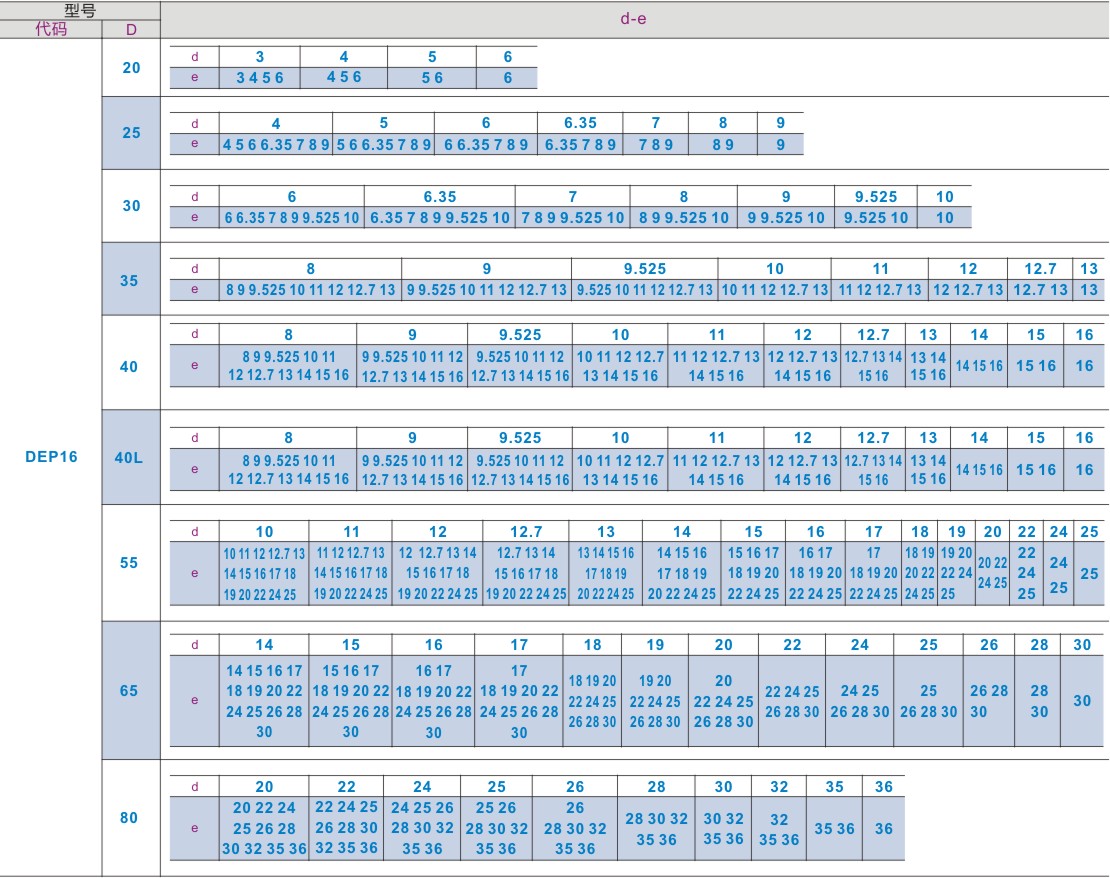 型号
d-e
代码 D
DEP16
20
d 3 4 5 6
e 3 4 5 6 4 5 6 5 6 6
25
d 4 5 6 6.35 7 8 9
e 4 5 6 6.35 7 8 9 5 6 6.35 7 8 9 6 6.35 7 8 9 6.35 7 8 9 7 8 9 8 9 9
30
d 6 6.35 7 8 9 9.525 10
e 6 6.35 7 8 9 9.525 10 6.35 7 8 9 9.525 10 7 8 9 9.525 10 8 9 9.525 10 9 9.525 10 9.525 10 10
35
d 8 9 9.525 10 11 12 12.7 13
e 8 9 9.525 10 11 12 12.7 13 9 9.525 10 11 12 12.7 13 9.525 10 11 12 12.7 13 10 11 12 12.7 13 11 12 12.7 13 12 12.7 13 12.7 13 13
40
d 8 9 9.525 10 11 12 12.7 13 14 15 16
8 9 9.525 10 11 9 9.525 10 11 12 9.525 10 11 12 10 11 12 12.7 11 12 12.7 13 12 12.7 13 12.7 13 14 13 14
e 14 15 16 15 16 16
12 12.7 13 14 15 16 12.7 13 14 15 16 12.7 13 14 15 16 13 14 15 16 14 15 16 14 15 16 15 16 15 16
40L
d 8 9 9.525 10 11 12 12.7 13 14 15 16
8 9 9.525 10 11 9 9.525 10 11 12 9.525 10 11 12 10 11 12 12.7 11 12 12.7 13 12 12.7 13 12.7 13 14 13 14
e 14 15 16 15 16 16
12 12.7 13 14 15 16 12.7 13 14 15 16 12.7 13 14 15 16 13 14 15 16 14 15 16 14 15 16 15 16 15 16
55
d 10 11 12 12.7 13 14 15 16 17 18 19 20 22 24 25
10 11 12 12.7 13 11 12 12.7 13 12 12.7 13 14 12.7 13 14 13 14 15 16 14 15 16 15 16 17 16 17 17 18 19 19 20 22
20 22 24
e 14 15 16 17 18 14 15 16 17 18 15 16 17 18 15 16 17 18 17 18 19 17 18 19 18 19 20 18 19 20 18 19 20 20 22 22 24 24 25
24 25 25
19 20 22 24 25 19 20 22 24 25 19 20 22 24 25 19 20 22 24 25 20 22 24 25 20 22 24 25 22 24 25 22 24 25 22 24 25 24 25 25 25
65
d 14 15 16 17 18 19 20 22 24 25 26 28 30
14 15 16 17 15 16 17 16 17 17
18 19 20 19 20 20
18 19 20 22 18 19 20 22 18 19 20 22 18 19 20 22 22 24 25 24 25 25 26 28 28
e 22 24 25 22 24 25 22 24 25 30
24 25 26 28 24 25 26 28 24 25 26 28 24 25 26 28 26 28 30 26 28 30 26 28 30 30 30
26 28 30 26 28 30 26 28 30
30 30 30 30
80
d 20 22 24 25 26 28 30 32 35 36
20 22 24 22 24 25 24 25 26 25 26 26
28 30 32 30 32 32
e 25 26 28 26 28 30 28 30 32 28 30 32 28 30 32 35 36 36
35 36 35 36 35 36
30 32 35 36 32 35 36 35 36 35 36 35 36